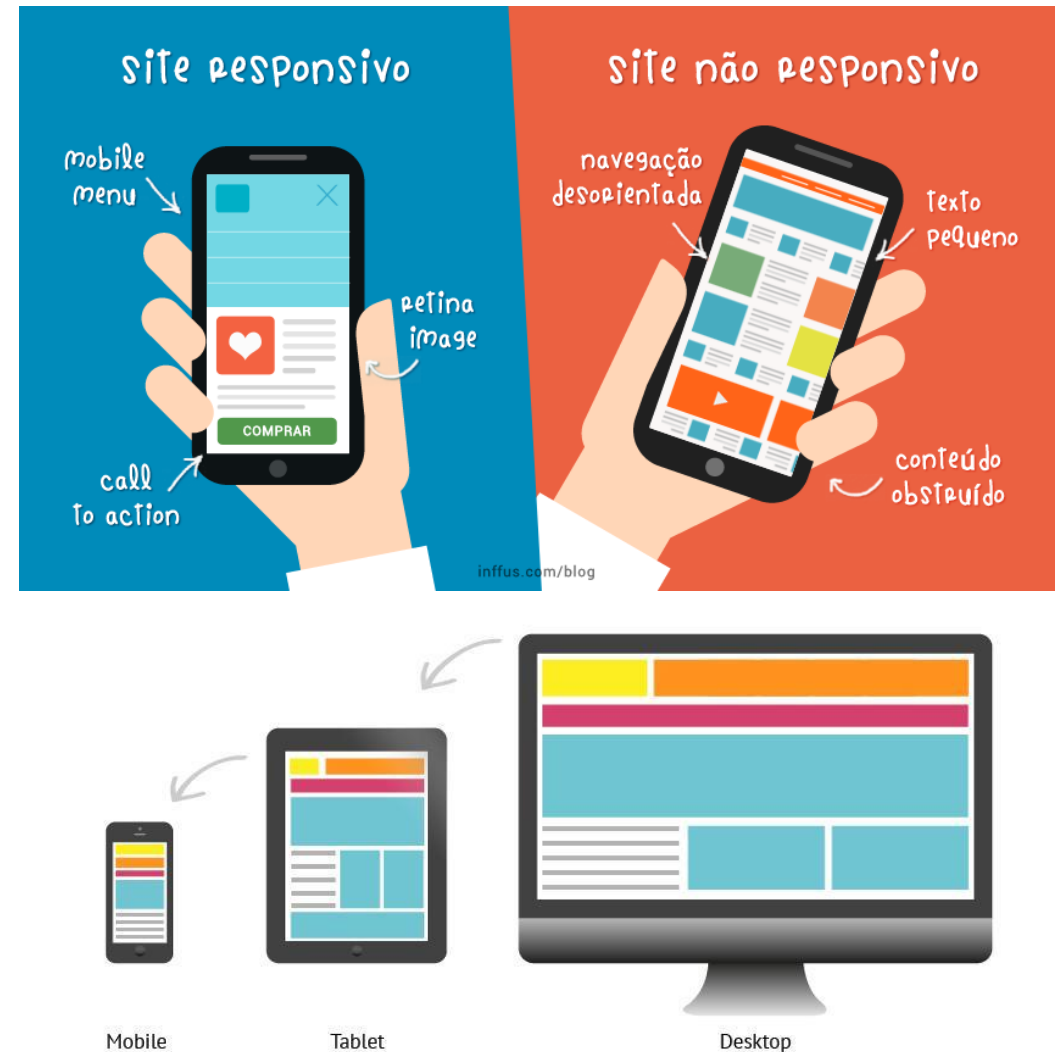 site responsivo
mobile
menu
retina
image
COMPRAR
call
to action
site não responsivo
navegação
desorientada
texto
pequeno
conteúdo
obstruído
inffus.com/blog
Mobile
Tablet
Desktop